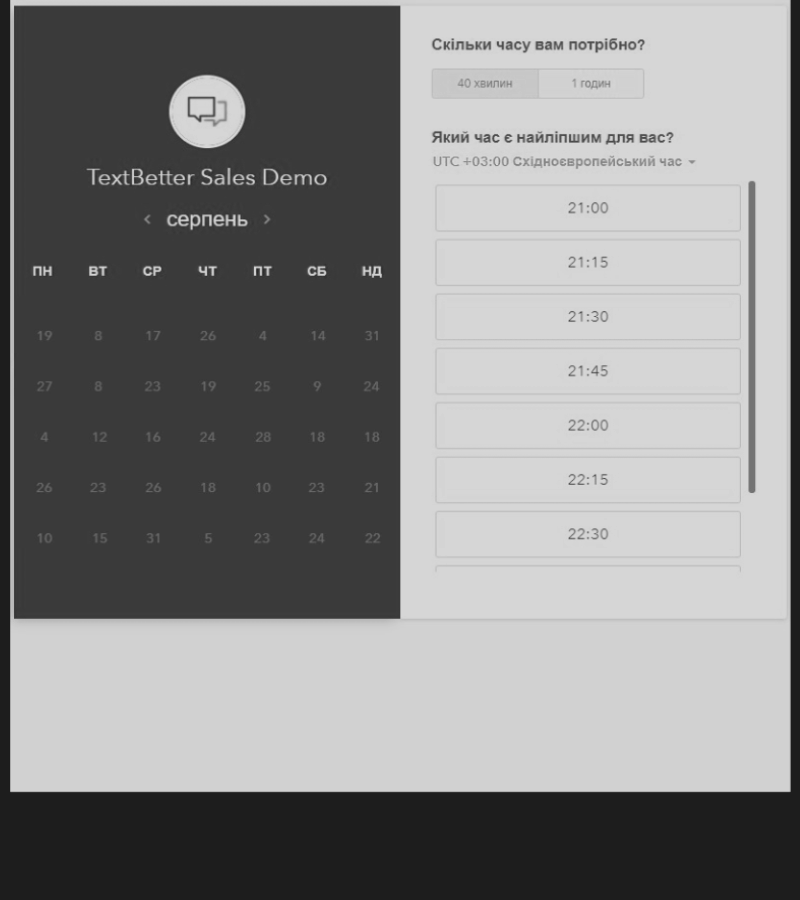 TextBetter Sales Demo
серпень
ПН ВТ СР ЧТ ПТ СБ НД
19 8 17 26 4 14 31
27 8 23 19 25 9 24
4 12 16 24 28 18 18
26 23 26 18 10 23 21
10 15 31 5 23 24 22
Скільки часу вам потрібно?
40 хвилин 1 годин
Який час є найліпшим для вас?
UTC +03:00 Східноєвропейський час
21:00
21:15
21:30
21:45
22:00
22:15
22:30